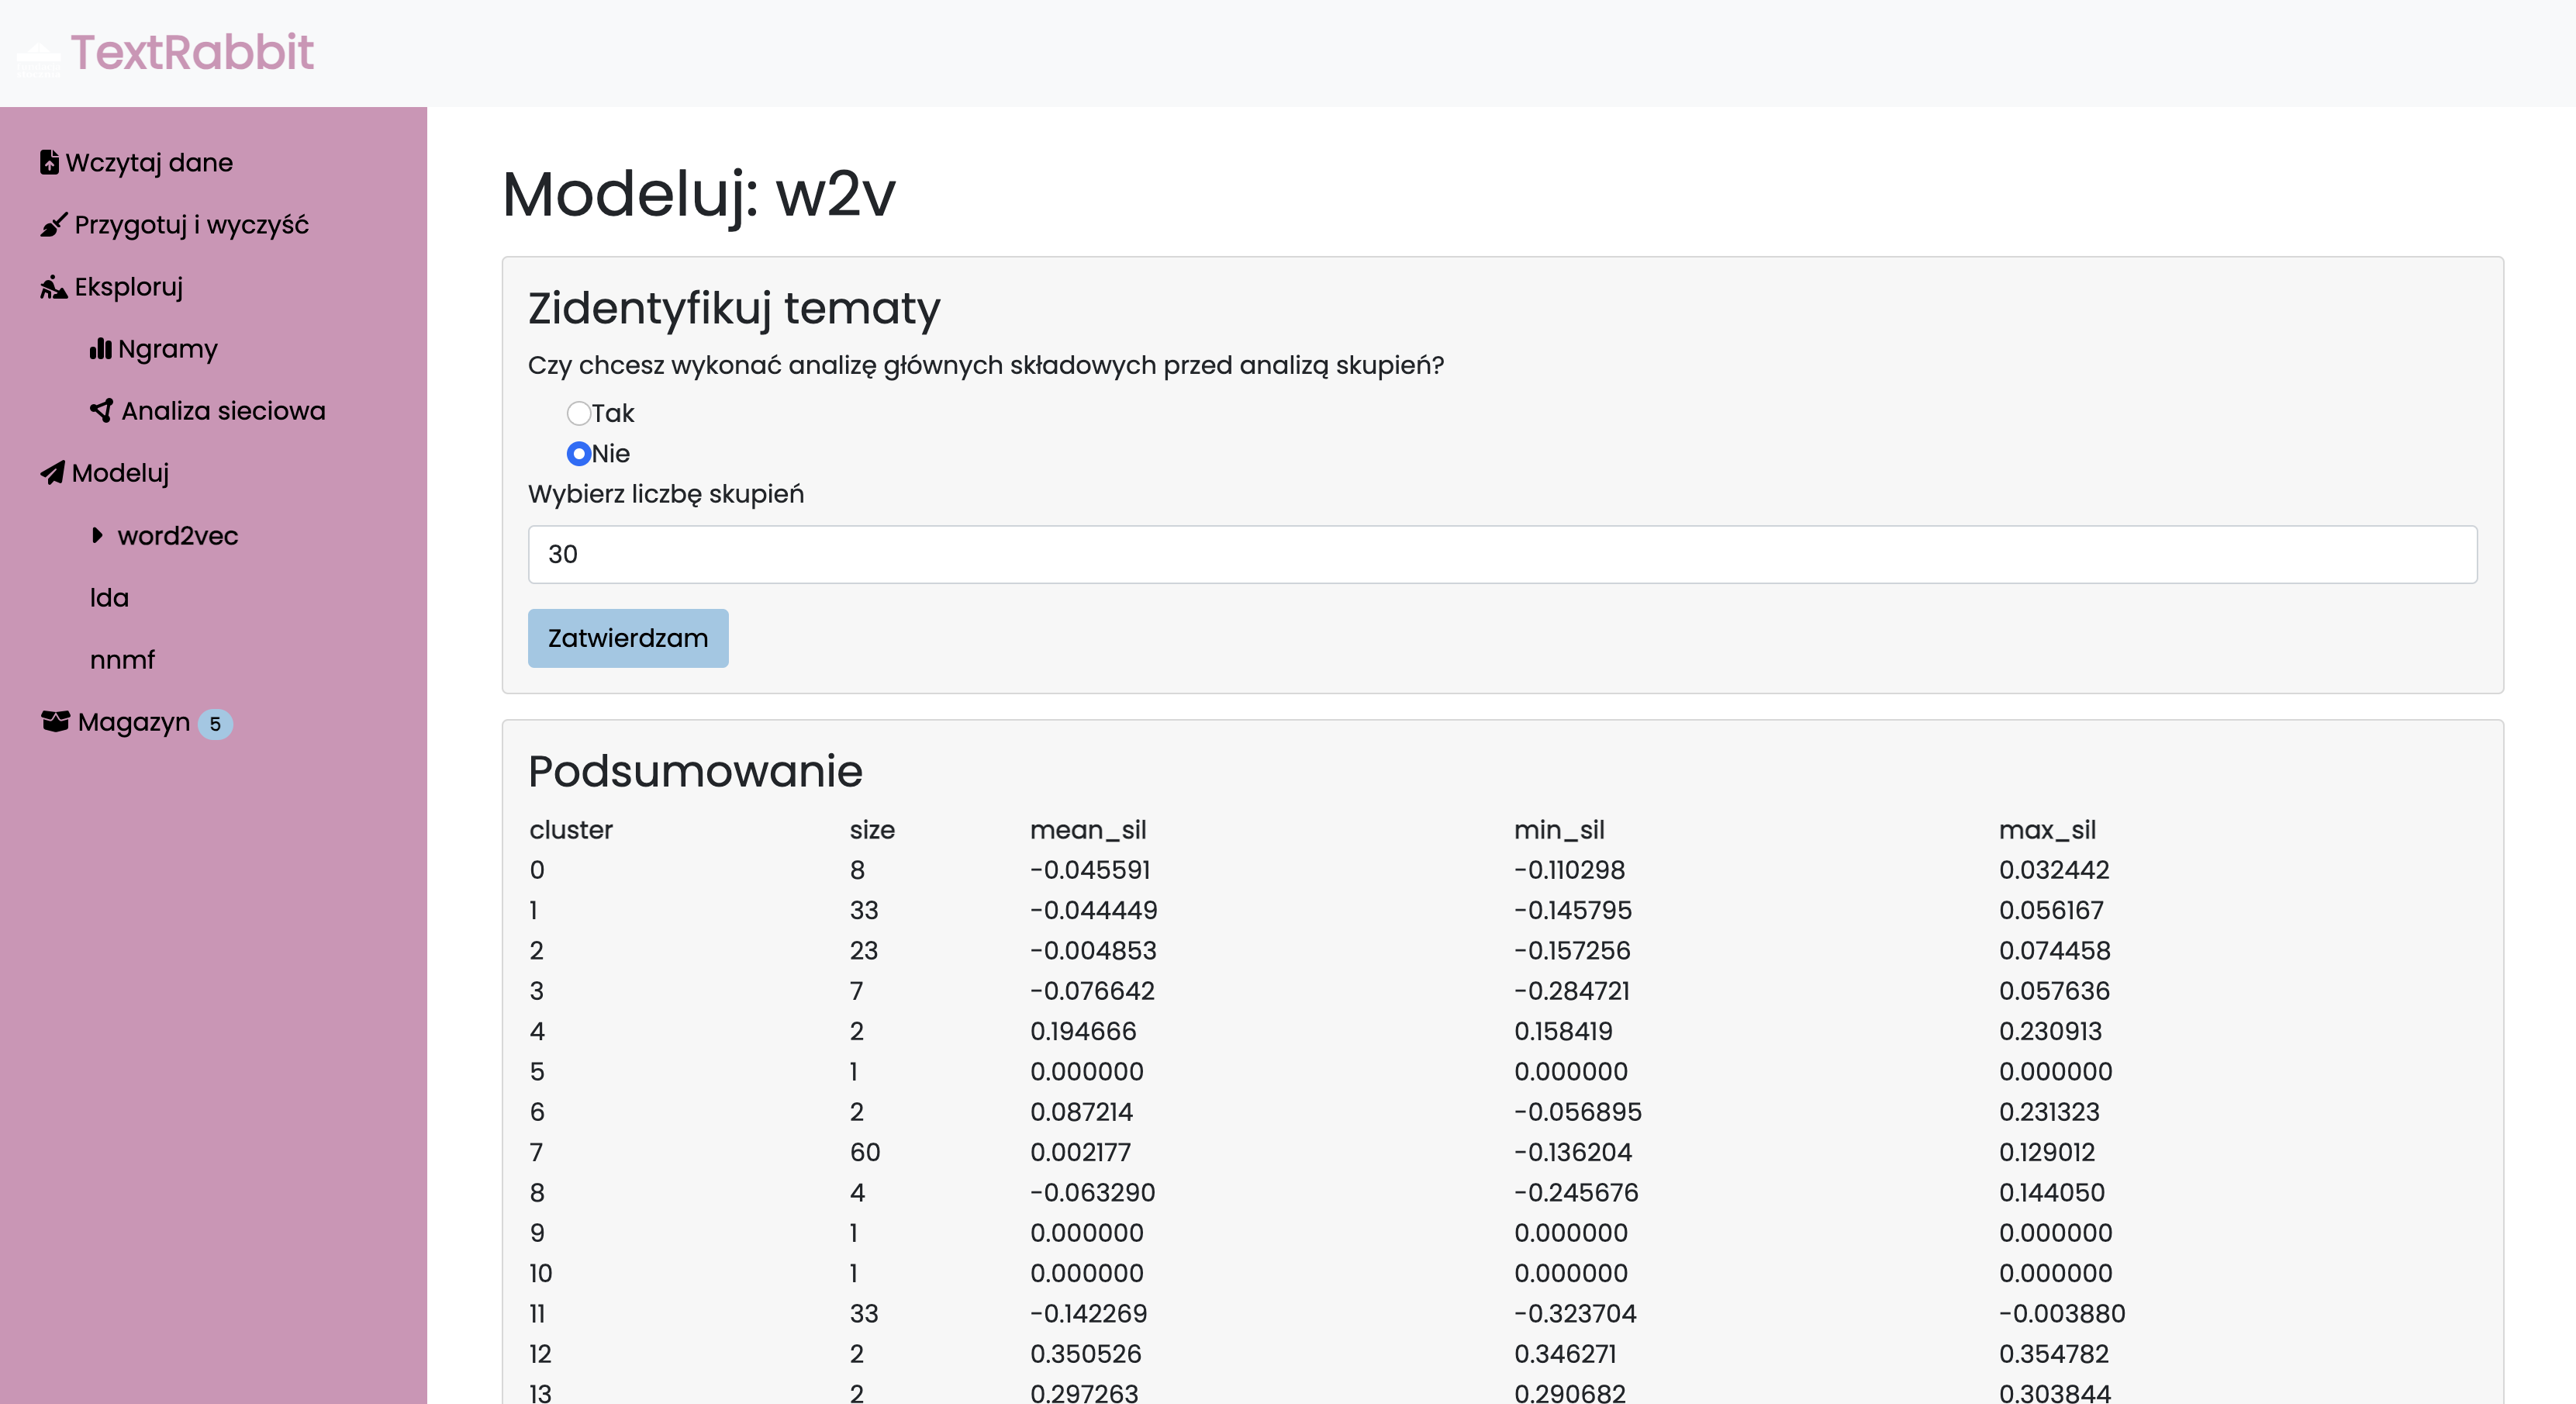 TextRabbit
Wczytaj dane
Przygotuj i wyczyść
Eksploruj
Ngramy
Analiza sieciowa
Modeluj
word2vec
lda
nnmf
Magazyn 5
Modeluj: w2v
Zidentyfikuj tematy
Czy chcesz wykonać analizę głównych składowych przed analizą skupień?
Tak
Nie
Wybierz liczbę skupień
30
Zatwierdzam
Podsumowanie
cluster size mean_sil min_sil max_sil
0 8 -0.045591 -0.110298 0.032442
1 33 -0.044449 -0.145795 0.056167
2 23 -0.004853 -0.157256 0.074458
3 7 -0.076642 -0.284721 0.057636
4 2 0.194666 0.158419 0.230913
5 1 0.000000 0.000000 0.000000
6 2 0.087214 -0.056895 0.231323
7 60 0.002177 -0.136204 0.129012
8 4 -0.063290 -0.245676 0.144050
9 1 0.000000 0.000000 0.000000
10 1 0.000000 0.000000 0.000000
11 33 -0.142269 -0.323704 -0.003880
12 2 0.350526 0.346271 0.354782
13 2 0.297263 0.290682 0.303844